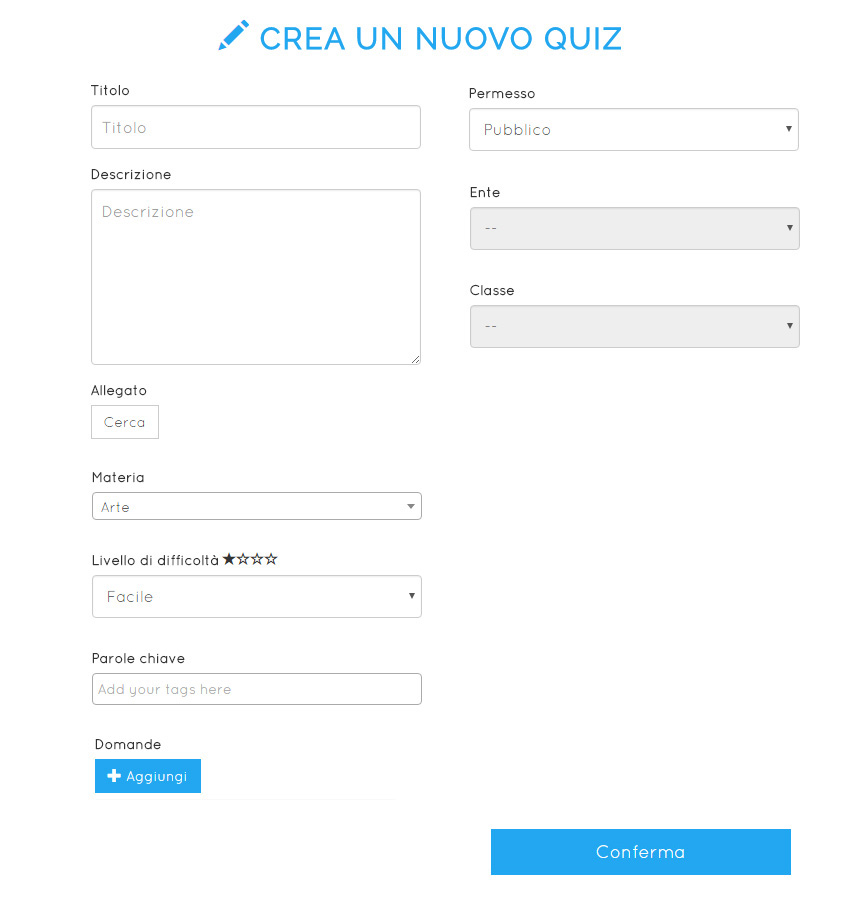 CREA UN NUOVO QUIZ
Titolo
Titolo
Descrizione
Descrizione
Allegato
Cerca
Materia
Arte
Livello di difficoltà ★☆☆☆
Facile
Parole chiave
Add your tags here
Domande
Aggiungi
Permesso
Pubblico
Ente
--
Classe
--
Conferma